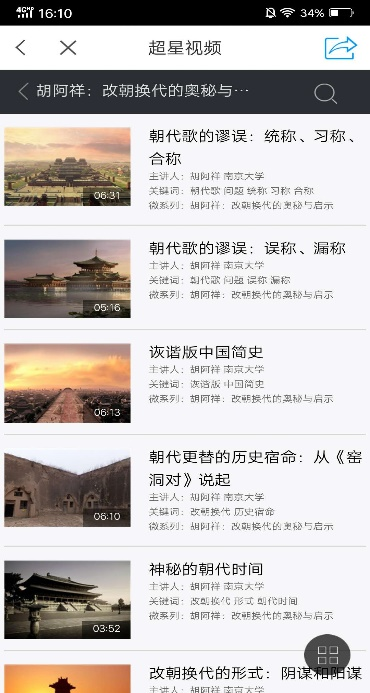 4G 16:10 34%
超星视频
胡阿祥：改朝换代的奥秘与…
朝代歌的谬误：统称、习称、
合称
主讲人：胡阿祥 南京大学
关键词：朝代歌 问题 统称 习称 合称
微系列：胡阿祥：改朝换代的奥秘与启示
06:31
朝代歌的谬误：误称、漏称
主讲人：胡阿祥 南京大学
关键词：朝代歌 问题 误称 漏称
微系列：胡阿祥：改朝换代的奥秘与启示
05:16
诙谐版中国简史
主讲人：胡阿祥 南京大学
关键词：诙谐版 中国简史
微系列：胡阿祥：改朝换代的奥秘与启示
06:13
朝代更替的历史宿命：从《窑
洞对》说起
主讲人：胡阿祥 南京大学
关键词：改朝换代 历史宿命
微系列：胡阿祥：改朝换代的奥秘与启示
06:10
神秘的朝代时间
主讲人：胡阿祥 南京大学
关键词：改朝换代 形式 朝代时间
微系列：胡阿祥：改朝换代的奥秘与启示
03:52
改朝换代的形式：阴谋和阳谋
主讲人：胡阿祥 南京大学